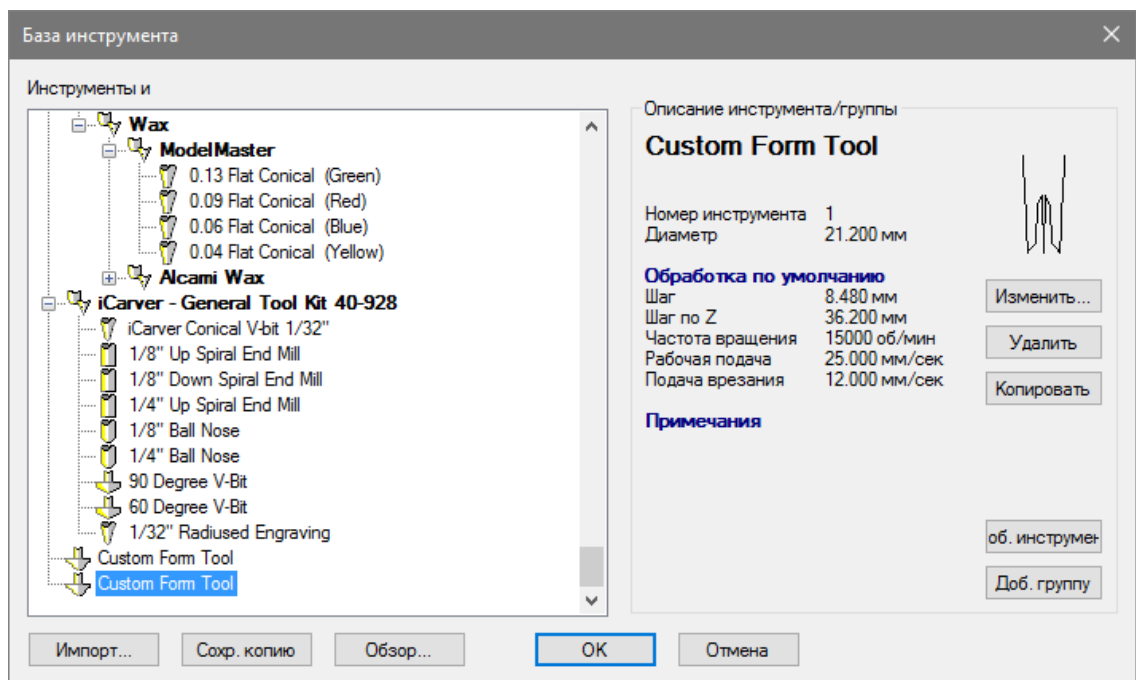 База инструмента
Инструменты и
Wax
ModelMaster
0.13 Flat Conical (Green)
0.09 Flat Conical (Red)
0.06 Flat Conical (Blue)
0.04 Flat Conical (Yellow)
Alcami Wax
iCarver - General Tool Kit 40-928
iCarver Conical V-bit 1/32"
1/8" Up Spiral End Mill
1/8" Down Spiral End Mill
1/4" Up Spiral End Mill
1/8" Ball Nose
1/4" Ball Nose
90 Degree V-Bit
60 Degree V-Bit
1/32" Radiused Engraving
Custom Form Tool
Custom Form Tool
Описание инструмента/группы
Custom Form Tool
Номер инструмента 1
Диаметр 21.200 мм
Обработка по умолчанию
Шаг 8.480 мм
Шаг по Z 36.200 мм
Частота вращения 15000 об/мин
Рабочая подача 25.000 мм/сек
Подача врезания 12.000 мм/сек
Примечания
Изменить...
Удалить
Копировать
об. инструмен
Доб. группу
Импорт...
Сохр. копию
Обзор...
OK
Отмена